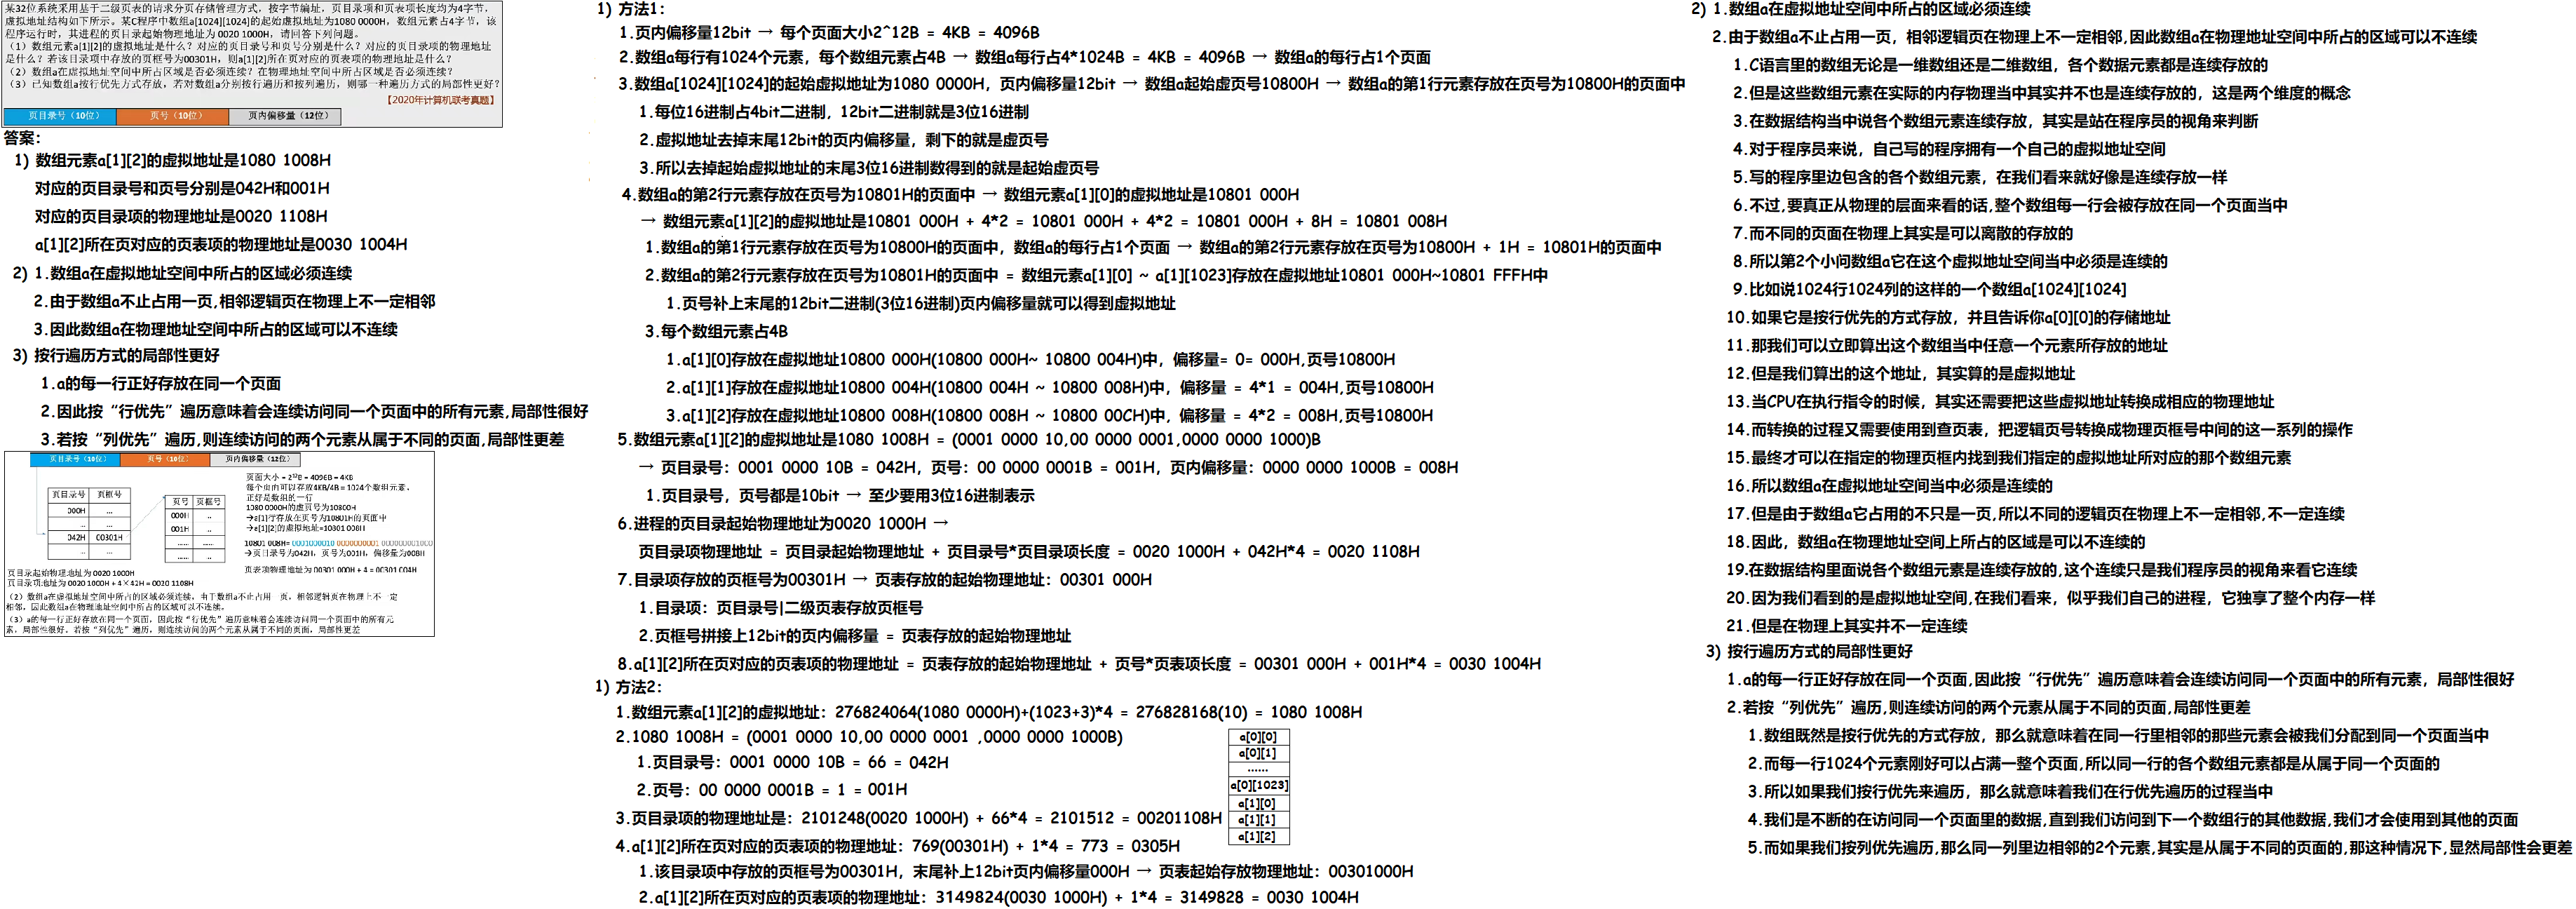 某32位系统采用基于二级页表的请求分页存储管理方式，按字节编址，页目录项和页表项长度均为4字节，
虚拟地址结构如下所示。某C程序中数组a[1024][1024]的起始虚拟地址为1080 0000H，数组元素占4字节，该
程序运行时，其进程的页目录起始物理地址为 0020 1000H，请回答下列问题。
（1）数组元素a[1][2]的虚拟地址是什么？对应的页目录号和页号分别是什么？对应的页目录项的物理地址
是什么？若该目录项中存放的页框号为00301H，则a[1][2]所在页对应的页表项的物理地址是什么？
（2）数组a在虚拟地址空间中所占区域是否必须连续？在物理地址空间中所占区域是否必须连续？
（3）已知数组a按行优先方式存放，若对数组a分别按行遍历和按列遍历，则哪一种遍历方式的局部性更好？
【2020年计算机联考真题】
页目录号（10位） 页号（10位） 页内偏移量（12位）
答案：
1) 数组元素a[1][2]的虚拟地址是1080 1008H
对应的页目录号和页号分别是042H和001H
对应的页目录项的物理地址是0020 1108H
a[1][2]所在页对应的页表项的物理地址是0030 1004H
2) 1.数组a在虚拟地址空间中所占的区域必须连续
2.由于数组a不止占用一页,相邻逻辑页在物理上不一定相邻
3.因此数组a在物理地址空间中所占的区域可以不连续
3) 按行遍历方式的局部性更好
1.a的每一行正好存放在同一个页面
2.因此按“行优先”遍历意味着会连续访问同一个页面中的所有元素,局部性很好
3.若按“列优先”遍历,则连续访问的两个元素从属于不同的页面,局部性更差
页目录号（10位） 页号（10位） 页内偏移量（12位）
页目录号 页框号
000H ...
... ...
042H 00301H
... ...
页号 页框号
000H ..
001H ..
...... .....
...... ..
页面大小 = 2^12B = 4096B = 4KB
每个页内可以存放4KB/4B = 1024个数组元素，
正好是数组的一行
1080 0000H的虚页号为10800H
→a[1]行存放在页号为10801H的页面中
→a[1][2]的虚拟地址=10801 008H
10801 008H= 0001000010 0000000001 000000001000
→页目录号为042H，页号为001H，偏移量为008H
页表项物理地址为 00301 000H + 4 = 00301 004H
页目录起始物理地址为 0020 1000H
页目录项地址为 0020 1000H + 4×42H = 0020 1108H
（2）数组a在虚拟地址空间中所占的区域必须连续，由于数组a不止占用一页，相邻逻辑页在物理上不一定
相邻，因此数组a在物理地址空间中所占的区域可以不连续。
（3）a的每一行正好存放在同一个页面，因此按“行优先”遍历意味着会连续访问同一个页面中的所有元
素，局部性很好，若按“列优先”遍历，则连续访问的两个元素从属于不同的页面，局部性更差
1) 方法1：
1.页内偏移量12bit → 每个页面大小2^12B = 4KB = 4096B
2.数组a每行有1024个元素，每个数组元素占4B → 数组a每行占4*1024B = 4KB = 4096B → 数组a的每行占1个页面
3.数组a[1024][1024]的起始虚拟地址为1080 0000H，页内偏移量12bit → 数组a起始虚页号10800H → 数组a的第1行元素存放在页号为10800H的页面中
1.每位16进制占4bit二进制，12bit二进制就是3位16进制
2.虚拟地址去掉末尾12bit的页内偏移量，剩下的就是虚页号
3.所以去掉起始虚拟地址的末尾3位16进制数得到的就是起始虚页号
4.数组a的第2行元素存放在页号为10801H的页面中 → 数组元素a[1][0]的虚拟地址是10801 000H
→ 数组元素a[1][2]的虚拟地址是10801 000H + 4*2 = 10801 000H + 4*2 = 10801 000H + 8H = 10801 008H
1.数组a的第1行元素存放在页号为10800H的页面中，数组a的每行占1个页面 → 数组a的第2行元素存放在页号为10800H + 1H = 10801H的页面中
2.数组a的第2行元素存放在页号为10801H的页面中 = 数组元素a[1][0] ~ a[1][1023]存放在虚拟地址10801 000H~10801 FFFH中
1.页号补上末尾的12bit二进制(3位16进制)页内偏移量就可以得到虚拟地址
3.每个数组元素占4B
1.a[1][0]存放在虚拟地址10800 000H(10800 000H~ 10800 004H)中，偏移量= 0= 000H,页号10800H
2.a[1][1]存放在虚拟地址10800 004H(10800 004H ~ 10800 008H)中，偏移量 = 4*1 = 004H,页号10800H
3.a[1][2]存放在虚拟地址10800 008H(10800 008H ~ 10800 00CH)中，偏移量 = 4*2 = 008H,页号10800H
5.数组元素a[1][2]的虚拟地址是1080 1008H = (0001 0000 10,00 0000 0001,0000 0000 1000)B
→ 页目录号：0001 0000 10B = 042H，页号：00 0000 0001B = 001H，页内偏移量：0000 0000 1000B = 008H
1.页目录号，页号都是10bit → 至少要用3位16进制表示
6.进程的页目录起始物理地址为0020 1000H →
页目录项物理地址 = 页目录起始物理地址 + 页目录号*页目录项长度 = 0020 1000H + 042H*4 = 0020 1108H
7.目录项存放的页框号为00301H → 页表存放的起始物理地址：00301 000H
1.目录项：页目录号|二级页表存放页框号
2.页框号拼接上12bit的页内偏移量 = 页表存放的起始物理地址
8.a[1][2]所在页对应的页表项的物理地址 = 页表存放的起始物理地址 + 页号*页表项长度 = 00301 000H + 001H*4 = 0030 1004H
1) 方法2：
1.数组元素a[1][2]的虚拟地址：276824064(1080 0000H)+(1023+3)*4 = 276828168(10) = 1080 1008H
2.1080 1008H = (0001 0000 10,00 0000 0001 ,0000 0000 1000B)
1.页目录号：0001 0000 10B = 66 = 042H
2.页号：00 0000 0001B = 1 = 001H
3.页目录项的物理地址是：2101248(0020 1000H) + 66*4 = 2101512 = 00201108H
4.a[1][2]所在页对应的页表项的物理地址：769(00301H) + 1*4 = 773 = 0305H
1.该目录项中存放的页框号为00301H，末尾补上12bit页内偏移量000H → 页表起始存放物理地址：00301000H
2.a[1][2]所在页对应的页表项的物理地址：3149824(0030 1000H) + 1*4 = 3149828 = 0030 1004H
a[0][0]
a[0][1]
......
a[0][1023]
a[1][0]
a[1][1]
a[1][2]
2) 1.数组a在虚拟地址空间中所占的区域必须连续
2.由于数组a不止占用一页，相邻逻辑页在物理上不一定相邻,因此数组a在物理地址空间中所占的区域可以不连续
1.C语言里的数组无论是一维数组还是二维数组，各个数据元素都是连续存放的
2.但是这些数组元素在实际的内存物理当中其实并不也是连续存放的，这是两个维度的概念
3.在数据结构当中说各个数组元素连续存放，其实是站在程序员的视角来判断
4.对于程序员来说，自己写的程序拥有一个自己的虚拟地址空间
5.写的程序里边包含的各个数组元素，在我们看来就好像是连续存放一样
6.不过,要真正从物理的层面来看的话,整个数组每一行会被存放在同一个页面当中
7.而不同的页面在物理上其实是可以离散的存放的
8.所以第2个小问数组a它在这个虚拟地址空间当中必须是连续的
9.比如说1024行1024列的这样的一个数组a[1024][1024]
10.如果它是按行优先的方式存放，并且告诉你a[0][0]的存储地址
11.那我们可以立即算出这个数组当中任意一个元素所存放的地址
12.但是我们算出的这个地址，其实算的是虚拟地址
13.当CPU在执行指令的时候，其实还需要把这些虚拟地址转换成相应的物理地址
14.而转换的过程又需要使用到查页表，把逻辑页号转换成物理页框号中间的这一系列的操作
15.最终才可以在指定的物理页框内找到我们指定的虚拟地址所对应的那个数组元素
16.所以数组a在虚拟地址空间当中必须是连续的
17.但是由于数组a它占用的不只是一页,所以不同的逻辑页在物理上不一定相邻,不一定连续
18.因此，数组a在物理地址空间上所占的区域是可以不连续的
19.在数据结构里面说各个数组元素是连续存放的,这个连续只是我们程序员的视角来看它连续
20.因为我们看到的是虚拟地址空间,在我们看来，似乎我们自己的进程，它独享了整个内存一样
21.但是在物理上其实并不一定连续
3) 按行遍历方式的局部性更好
1.a的每一行正好存放在同一个页面,因此按“行优先”遍历意味着会连续访问同一个页面中的所有元素，局部性很好
2.若按“列优先”遍历,则连续访问的两个元素从属于不同的页面,局部性更差
1.数组既然是按行优先的方式存放，那么就意味着在同一行里相邻的那些元素会被我们分配到同一个页面当中
2.而每一行1024个元素刚好可以占满一整个页面,所以同一行的各个数组元素都是从属于同一个页面的
3.所以如果我们按行优先来遍历，那么就意味着我们在行优先遍历的过程当中
4.我们是不断的在访问同一个页面里的数据,直到我们访问到下一个数组行的其他数据,我们才会使用到其他的页面
5.而如果我们按列优先遍历,那么同一列里边相邻的2个元素,其实是从属于不同的页面的,那这种情况下,显然局部性会更差